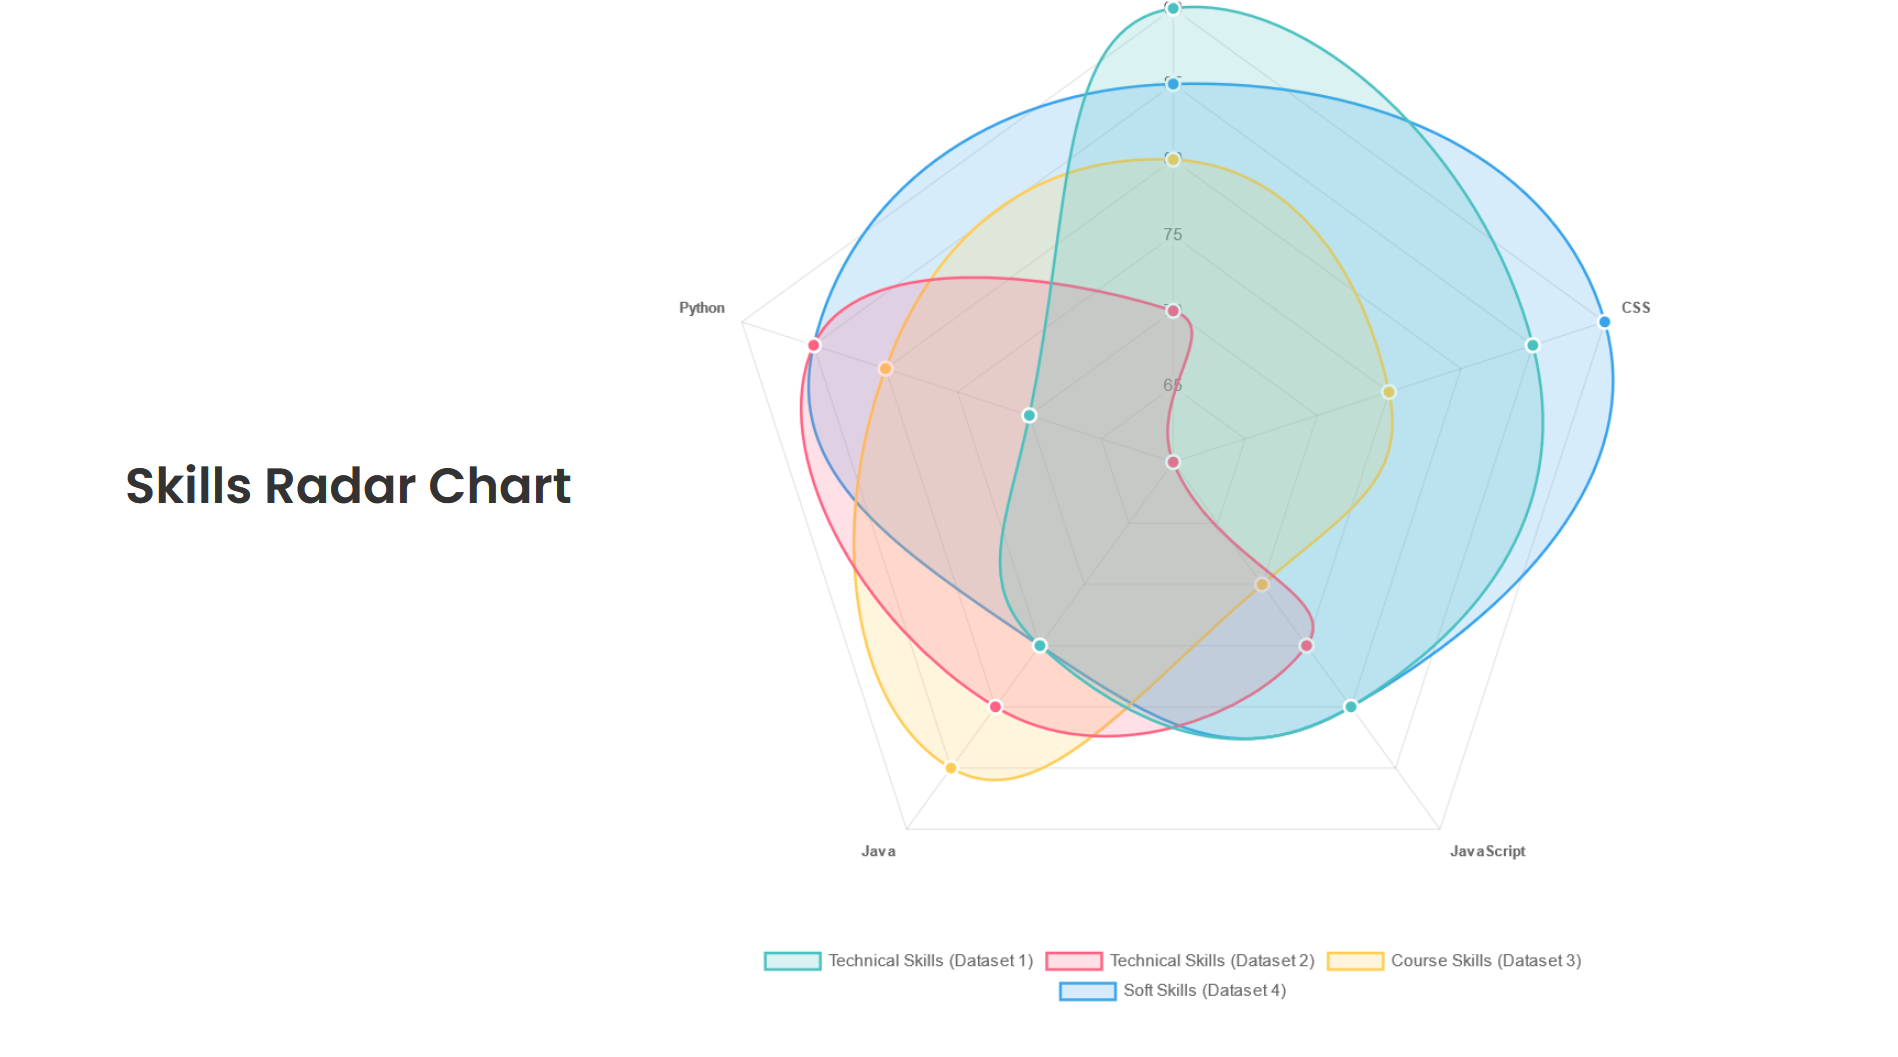 75
65
Python
CSS
Skills Radar Chart
Java
JavaScript
Technical Skills (Dataset 1)
Technical Skills (Dataset 2)
Course Skills (Dataset 3)
Soft Skills (Dataset 4)